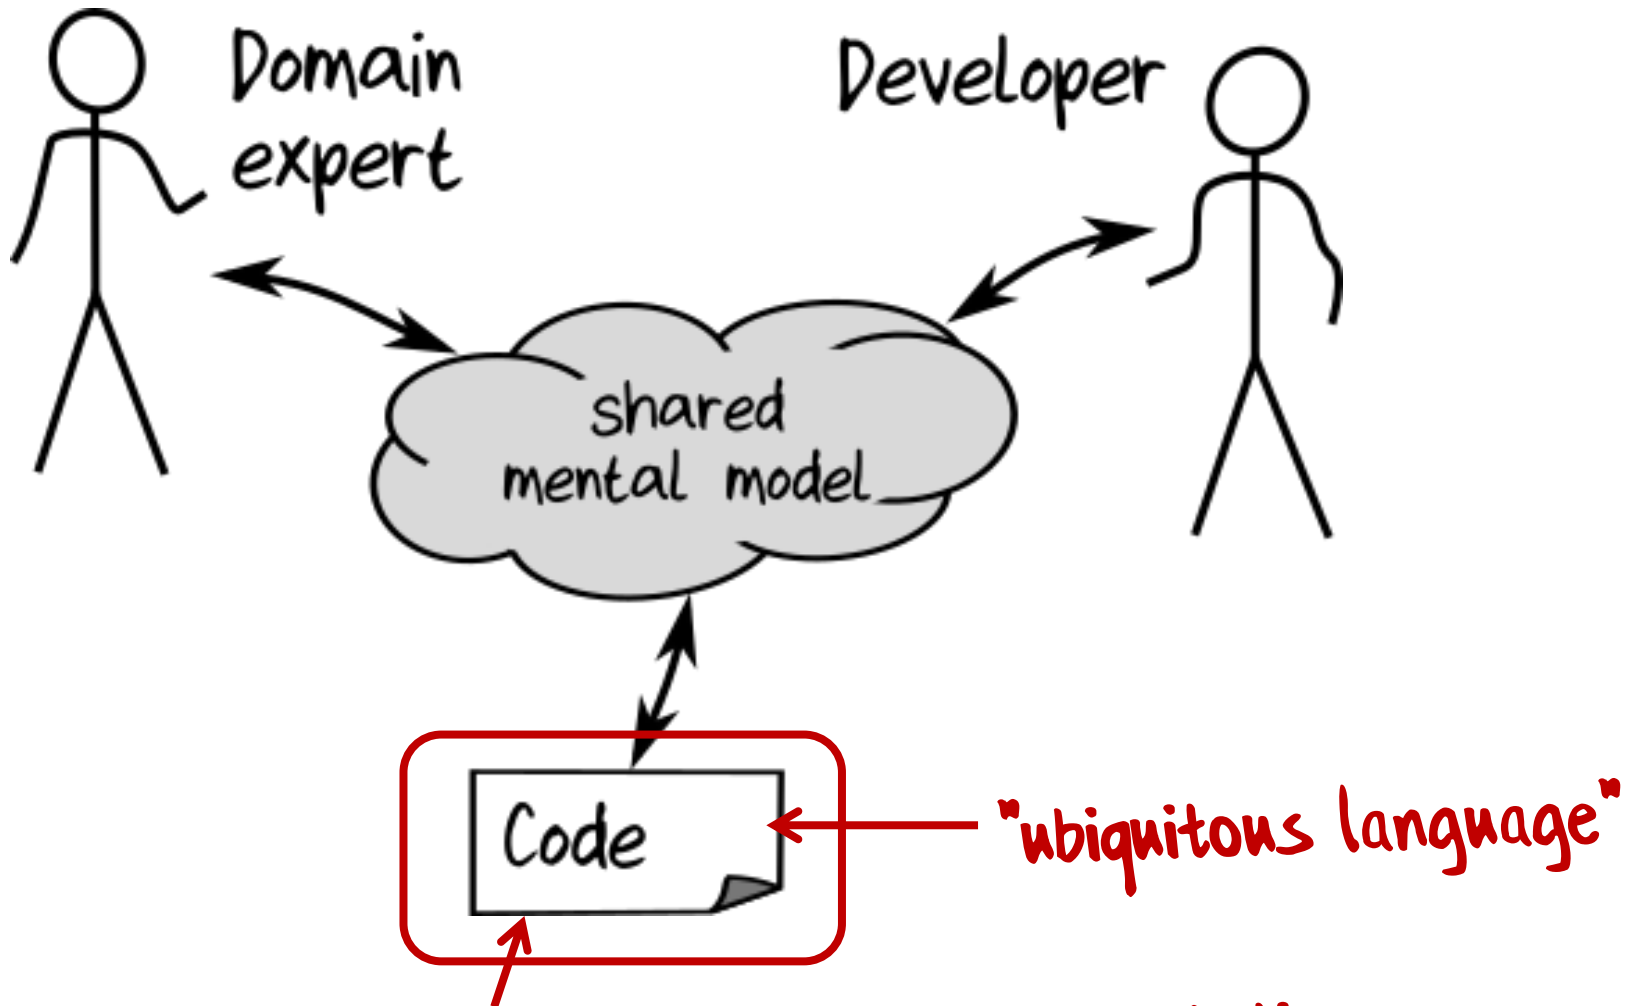 Domain
expert
Developer
shared
mental model
Code
"ubiquitous language"